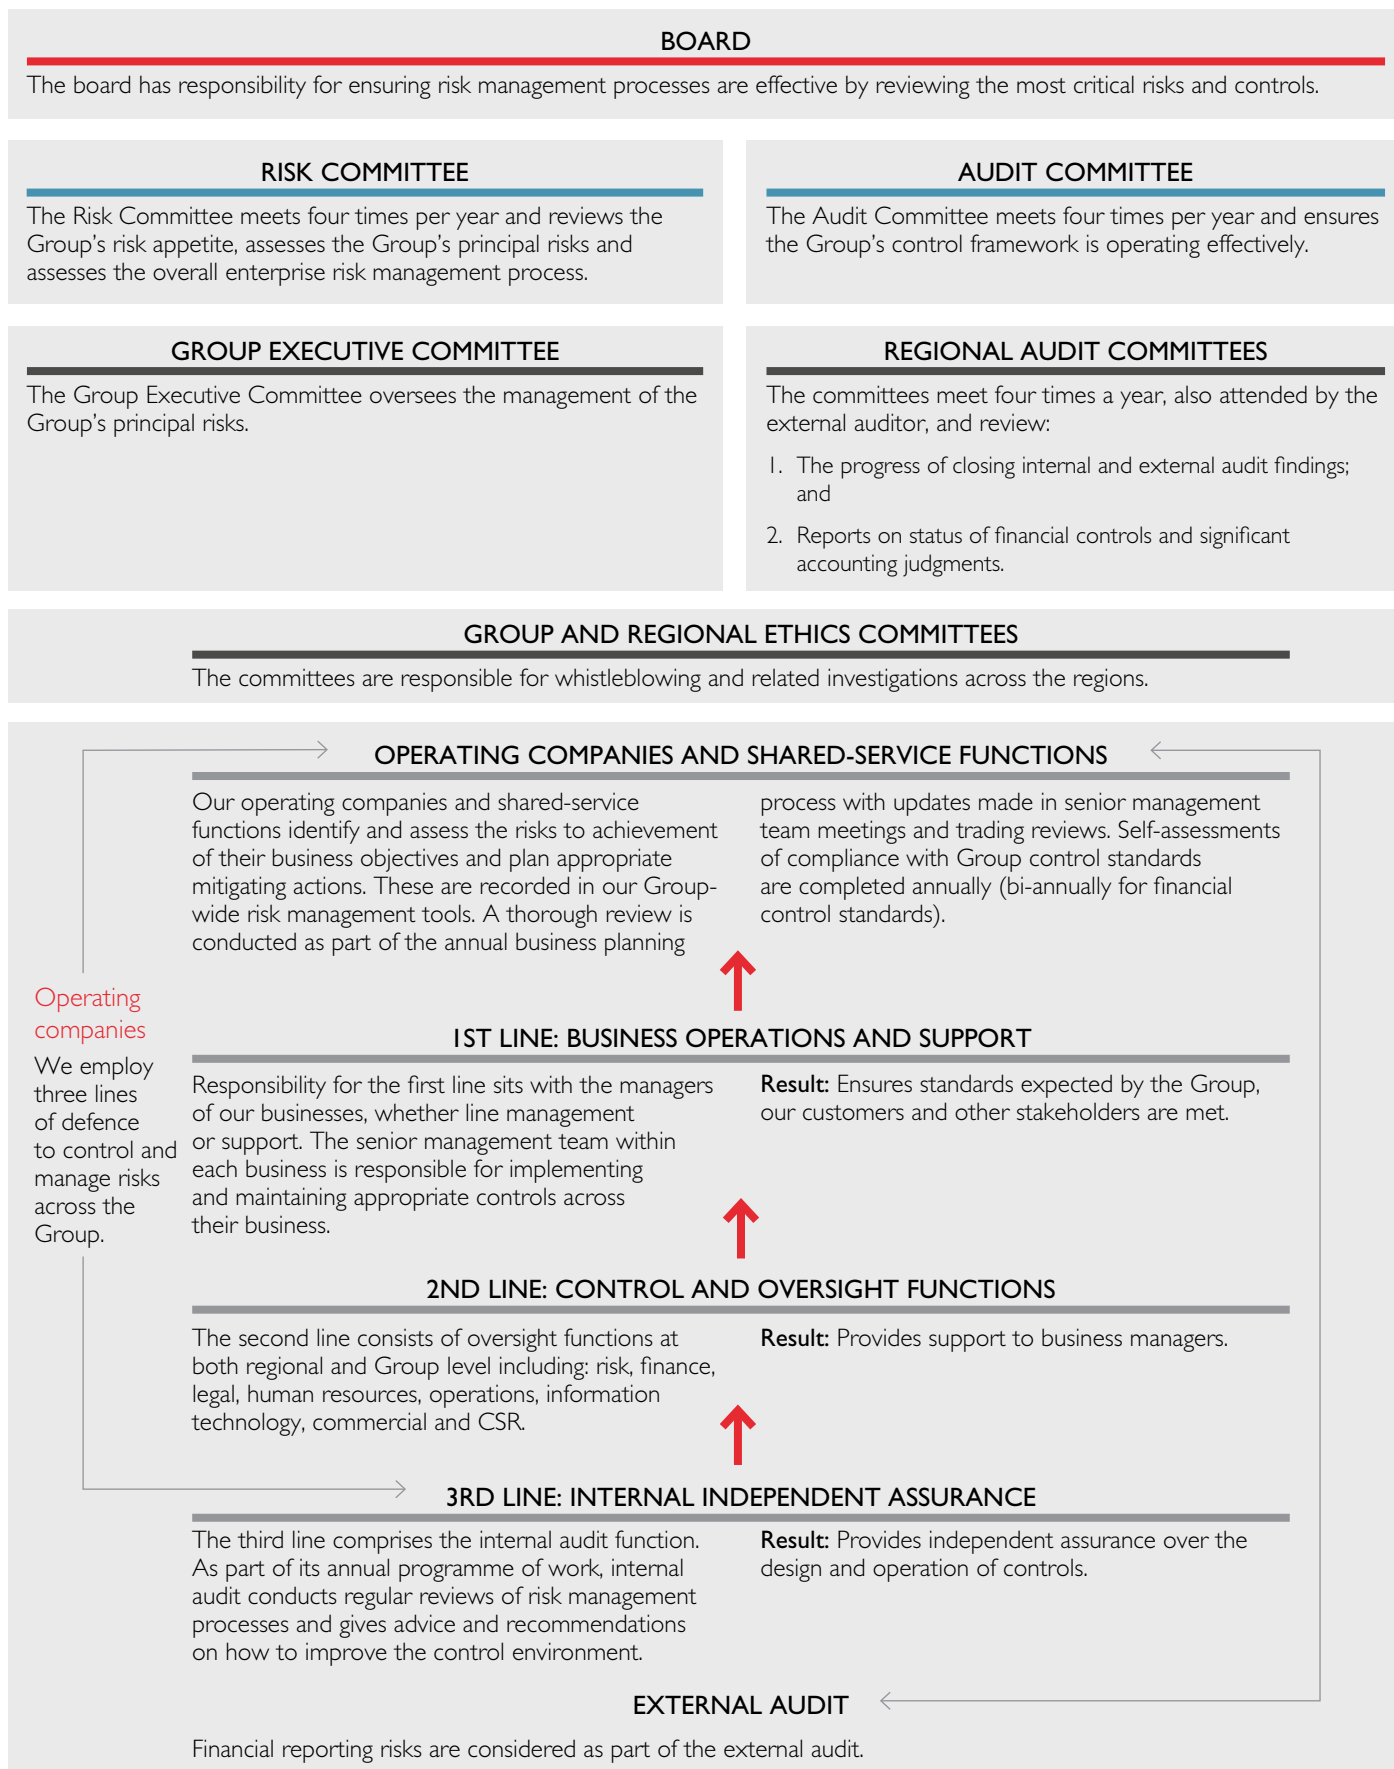 BOARD
The board has responsibility for ensuring risk management processes are effective by reviewing the most critical risks and controls.
RISK COMMITTEE
The Risk Committee meets four times per year and reviews the
Group's risk appetite, assesses the Group's principal risks and
assesses the overall enterprise risk management process.
AUDIT COMMITTEE
The Audit Committee meets four times per year and ensures
the Group's control framework is operating effectively.
GROUP EXECUTIVE COMMITTEE
The Group Executive Committee oversees the management of the
Group's principal risks.
REGIONAL AUDIT COMMITTEES
The committees meet four times a year, also attended by the
external auditor, and review:
1. The progress of closing internal and external audit findings;
and
2. Reports on status of financial controls and significant
accounting judgments.
GROUP AND REGIONAL ETHICS COMMITTEES
The committees are responsible for whistleblowing and related investigations across the regions.
OPERATING COMPANIES AND SHARED-SERVICE FUNCTIONS
Our operating companies and shared-service
functions identify and assess the risks to achievement
of their business objectives and plan appropriate
mitigating actions. These are recorded in our Group-
wide risk management tools. A thorough review is
conducted as part of the annual business planning
process with updates made in senior management
team meetings and trading reviews. Self-assessments
of compliance with Group control standards
are completed annually (bi-annually for financial
control standards).
Operating
companies
We employ
three lines
of defence
to control and
manage risks
across the
Group.
1ST LINE: BUSINESS OPERATIONS AND SUPPORT
Responsibility for the first line sits with the managers
of our businesses, whether line management
or support. The senior management team within
each business is responsible for implementing
and maintaining appropriate controls across
their business.
Result: Ensures standards expected by the Group,
our customers and other stakeholders are met.
2ND LINE: CONTROL AND OVERSIGHT FUNCTIONS
The second line consists of oversight functions at
both regional and Group level including: risk, finance,
legal, human resources, operations, information
technology, commercial and CSR.
Result: Provides support to business managers.
3RD LINE: INTERNAL INDEPENDENT ASSURANCE
The third line comprises the internal audit function.
As part of its annual programme of work, internal
audit conducts regular reviews of risk management
processes and gives advice and recommendations
on how to improve the control environment.
Result: Provides independent assurance over the
design and operation of controls.
EXTERNAL AUDIT
Financial reporting risks are considered as part of the external audit.